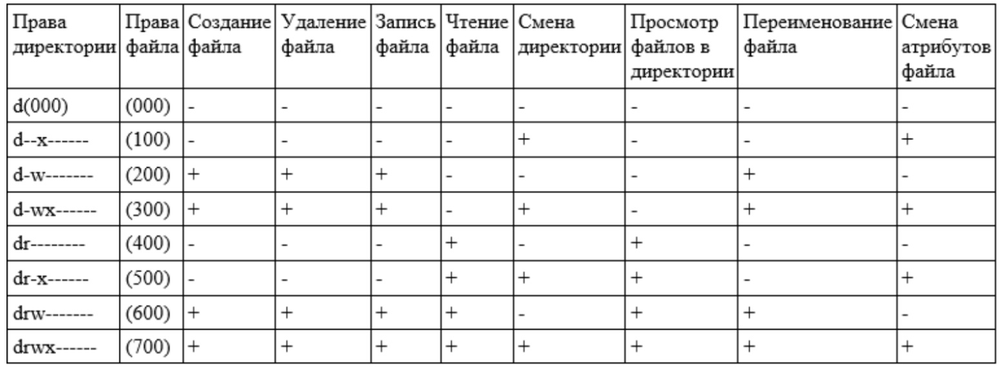 Права директории | Права файла | Создание файла | Удаление файла | Запись файла | Чтение файла | Смена директории | Просмотр файлов в директории | Переименование файла | Смена атрибутов файла
d(000) | (000) | - | - | - | - | - | - | - | -
d--x------ | (100) | - | - | - | - | + | - | - | +
d-w------- | (200) | + | + | + | - | - | - | + | -
d-wx------ | (300) | + | + | + | - | + | - | + | +
dr-------- | (400) | - | - | - | + | - | + | - | -
dr-x------ | (500) | - | - | - | + | + | + | - | +
drw------- | (600) | + | + | + | + | - | + | + | -
drwx------ | (700) | + | + | + | + | + | + | + | +